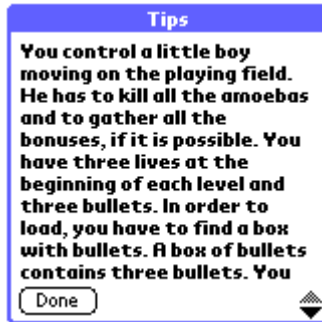 Tips
You control a little boy
moving on the playing field.
He has to kill all the amoebas
and to gather all the
bonuses, if it is possible. You
have three lives at the
beginning of each level and
three bullets. In order to
load, you have to find a box
with bullets. A box of bullets
contains three bullets. You
Done